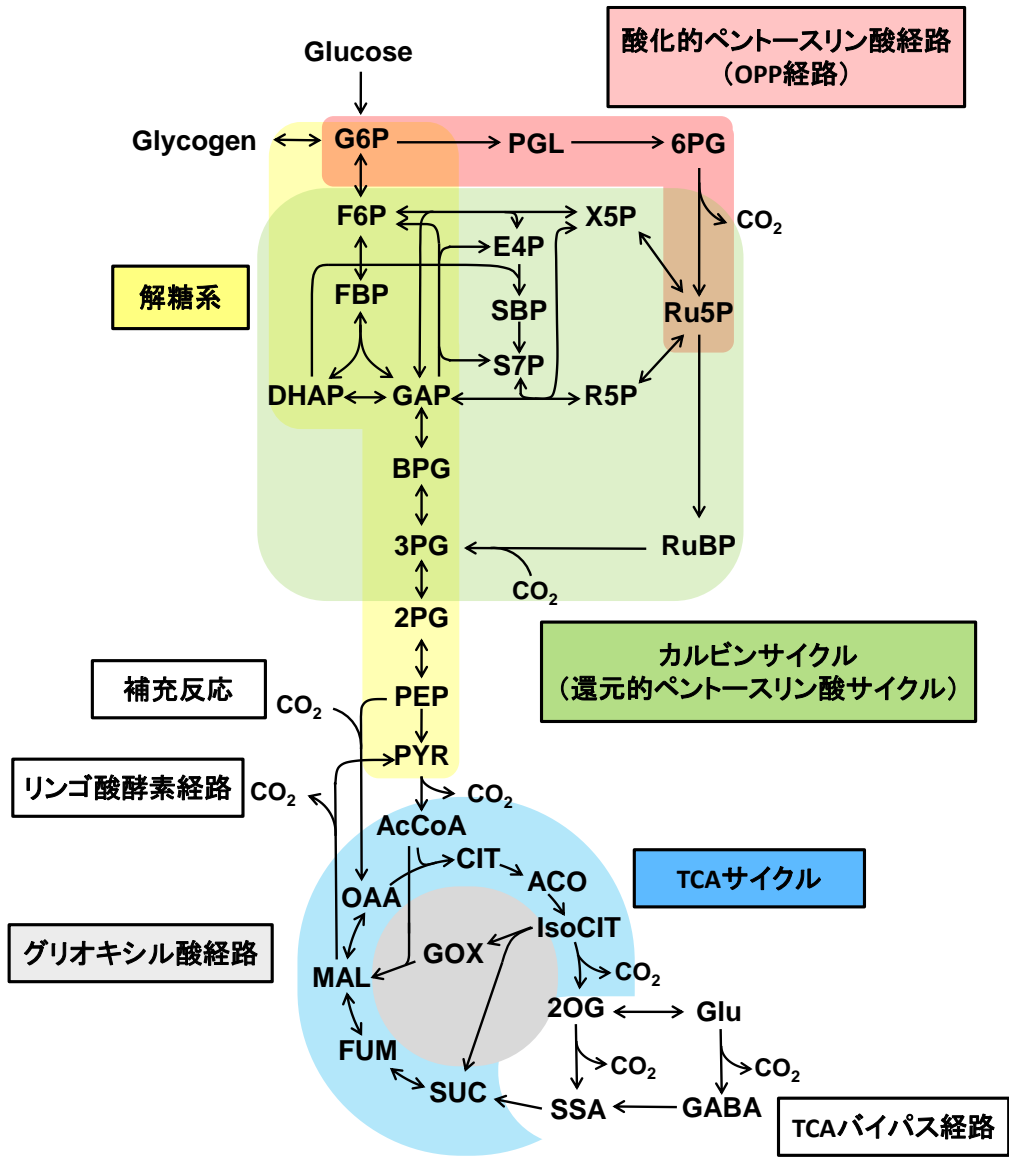 酸化的ペントースリン酸経路
（OPP経路）
Glucose
Glycogen
G6P
PGL
6PG
CO2
F6P
X5P
E4P
解糖系
FBP
SBP
Ru5P
S7P
DHAP
GAP
R5P
BPG
3PG
RuBP
CO2
2PG
カルビンサイクル
（還元的ペントースリン酸サイクル）
補充反応
CO2
PEP
PYR
リンゴ酸酵素経路
CO2
CO2
AcCoA
CIT
ACO
TCAサイクル
OAA
IsoCIT
グリオキシル酸経路
GOX
MAL
CO2
2OG
Glu
FUM
CO2
CO2
SUC
SSA
GABA
TCAバイパス経路